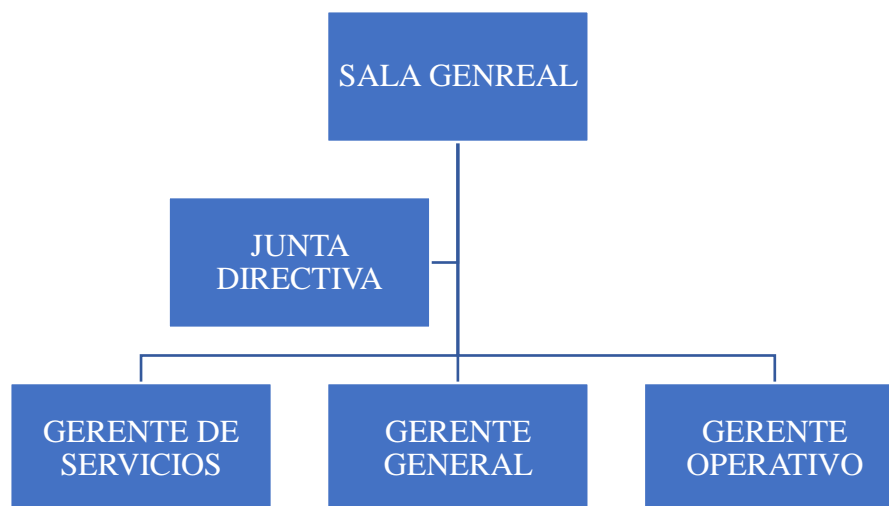 SALA GENREAL
JUNTA
DIRECTIVA
GERENTE DE
SERVICIOS
GERENTE
GENERAL
GERENTE
OPERATIVO